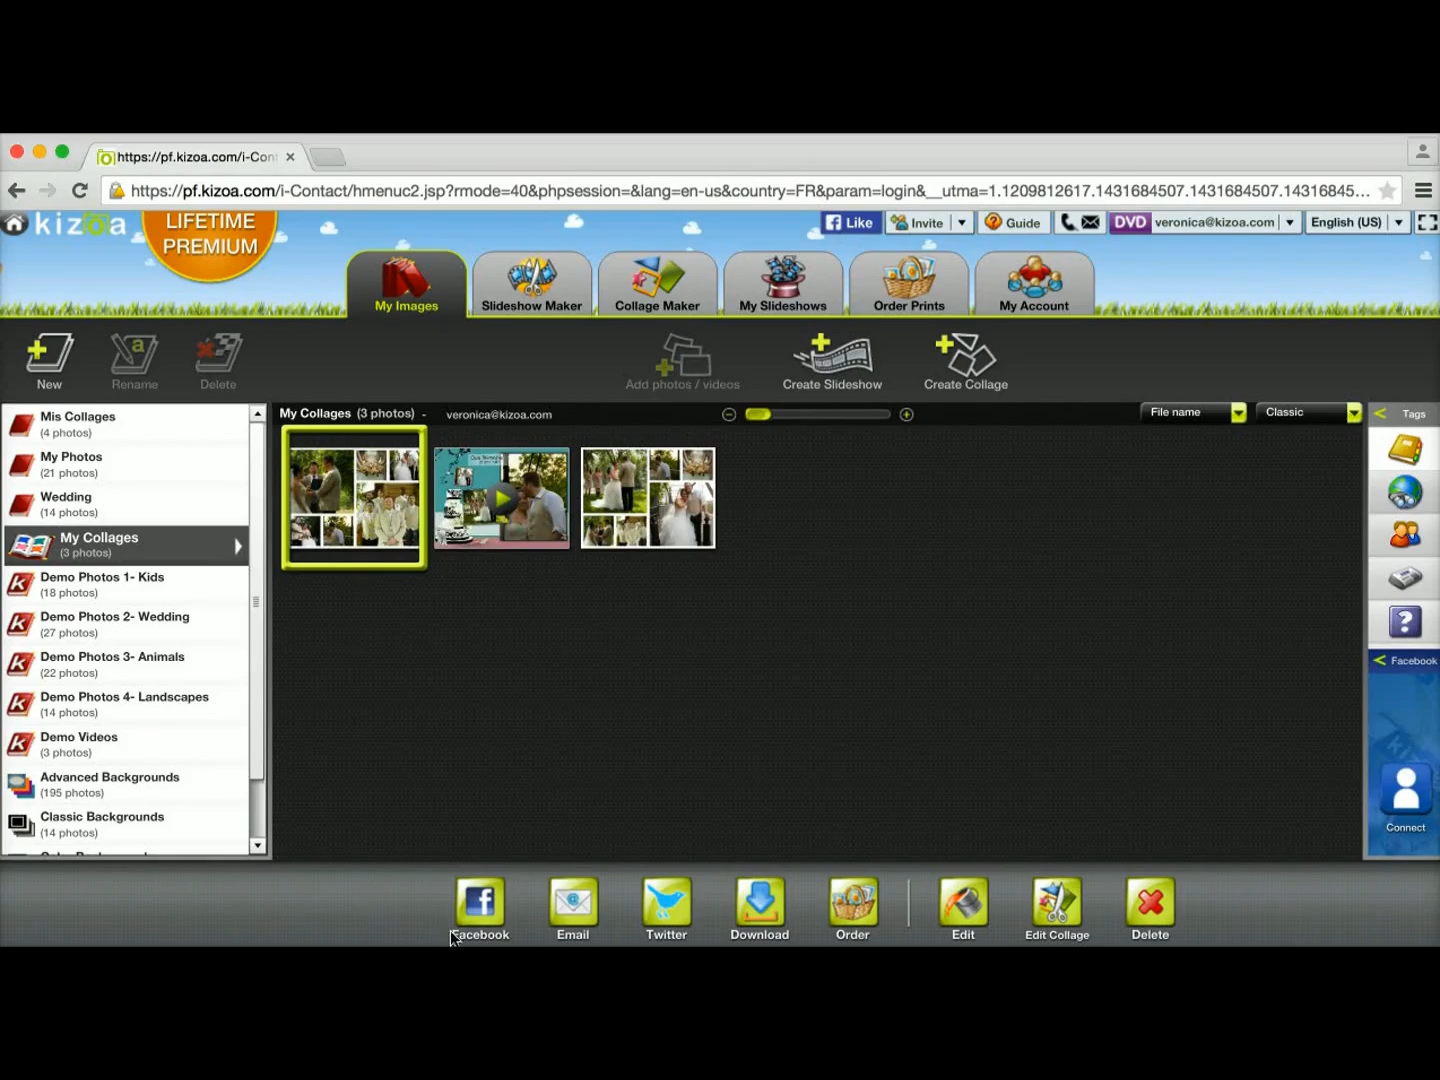 https://pf.kizoa.com/i-Con
https://pf.kizoa.com/i-Contact/hmenuc2.jsp?rmode=40&phpsession=&lang=en-us&country=FR&param=login&__utma=1.1209812617.1431684507.1431684507.14316845...
kizoa
LIFETIME
PREMIUM
Like
Invite
Guide
DVD
veronica@kizoa.com
English (US)
My Images
Slideshow Maker
Collage Maker
My Slideshows
Order Prints
My Account
New
Rename
Delete
Add photos / videos
Create Slideshow
Create Collage
Mis Collages
(4 photos)
My Photos
(21 photos)
Wedding
(14 photos)
My Collages
(3 photos)
Demo Photos 1- Kids
(18 photos)
Demo Photos 2- Wedding
(27 photos)
Demo Photos 3- Animals
(22 photos)
Demo Photos 4- Landscapes
(14 photos)
Demo Videos
(3 photos)
Advanced Backgrounds
(195 photos)
Classic Backgrounds
(14 photos)
My Collages (3 photos) - veronica@kizoa.com
File name
Classic
Tags
Facebook
Connect
Facebook
Email
Twitter
Download
Order
Edit
Edit Collage
Delete